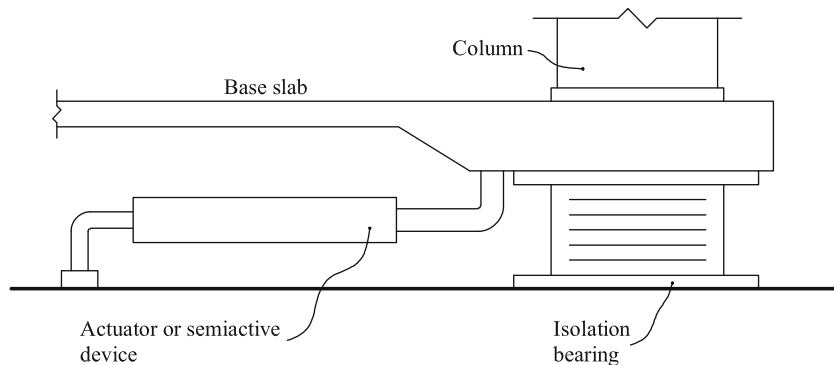 Column
Base slab
Actuator or semiactive
device
Isolation
bearing